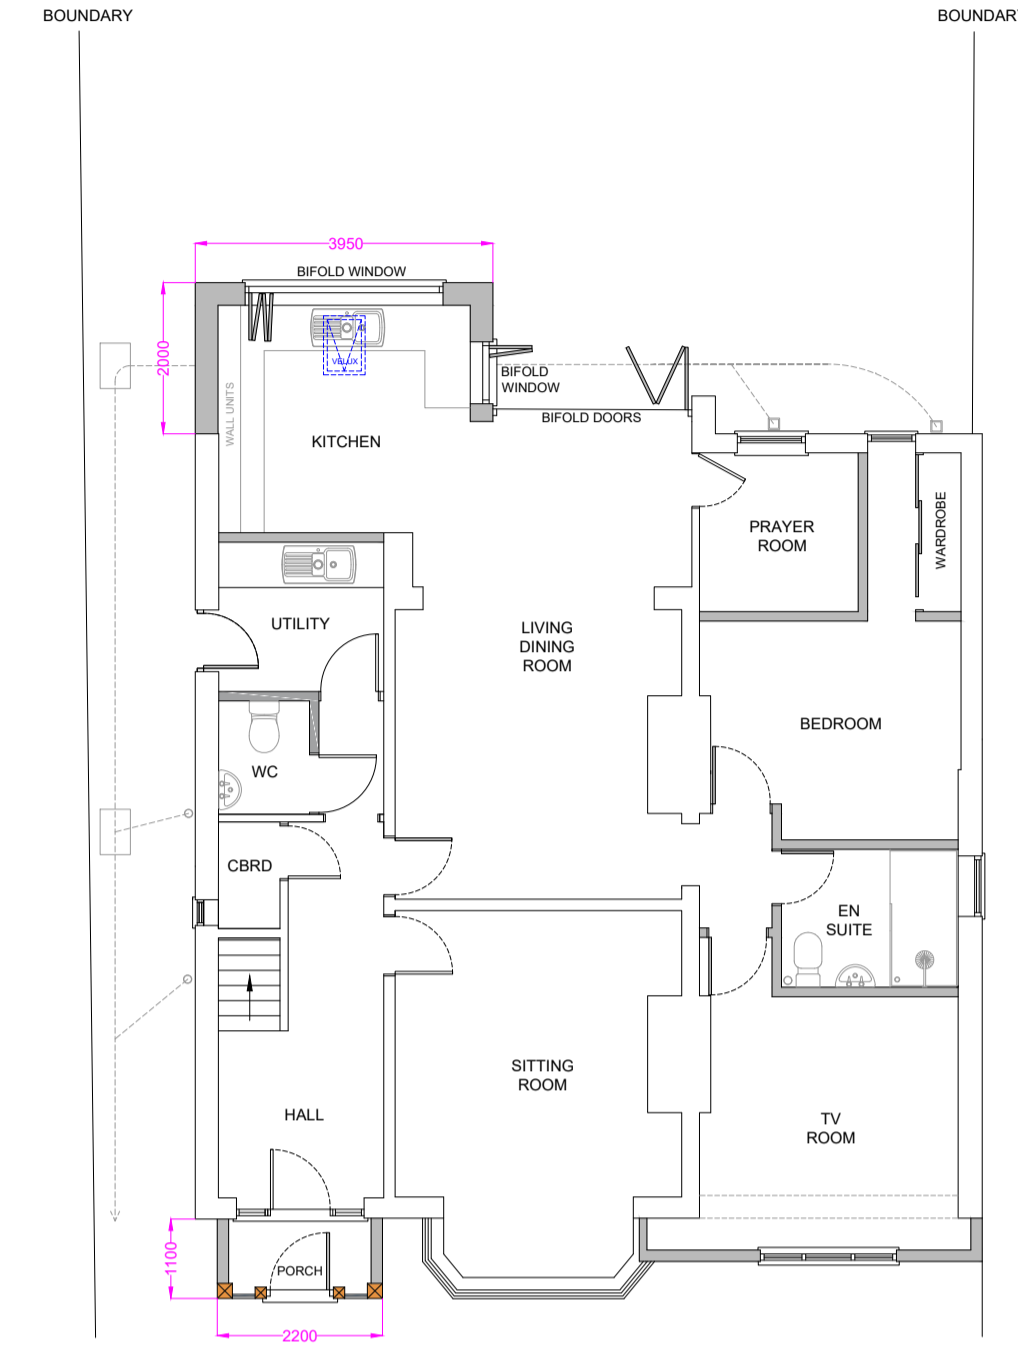 BOUNDARY
BOUNDARY
3950
BIFOLD WINDOW
2000
VELUX
BIFOLD
WINDOW
WALL UNITS
BIFOLD DOORS
KITCHEN
WARDROBE
PRAYER
ROOM
UTILITY
LIVING
DINING
ROOM
BEDROOM
WC
CBRD
EN
SUITE
SITTING
ROOM
HALL
TV
ROOM
1100
PORCH
2200